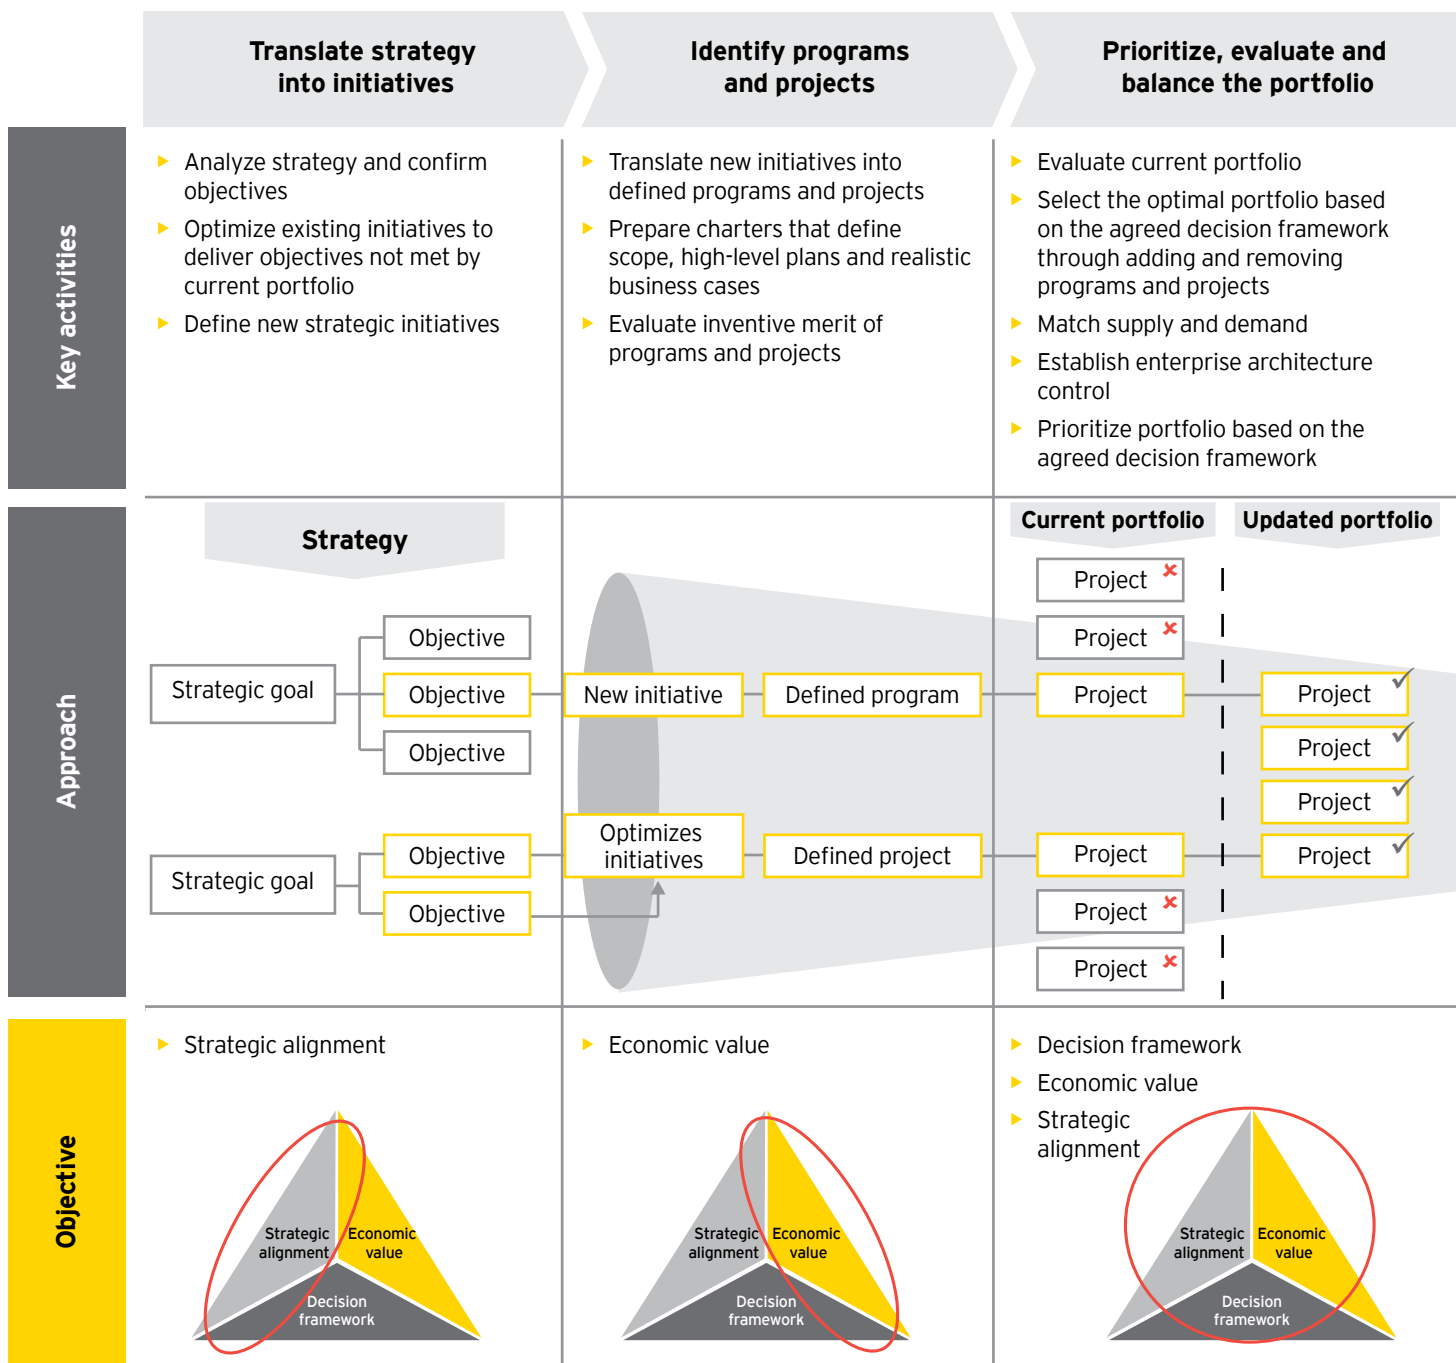 Translate strategy
into initiatives
Identify programs
and projects
Prioritize, evaluate and
balance the portfolio
Key activities
Analyze strategy and confirm
objectives
Optimize existing initiatives to
deliver objectives not met by
current portfolio
Define new strategic initiatives
Translate new initiatives into
defined programs and projects
Prepare charters that define
scope, high-level plans and realistic
business cases
Evaluate inventive merit of
programs and projects
Evaluate current portfolio
Select the optimal portfolio based
on the agreed decision framework
through adding and removing
programs and projects
Match supply and demand
Establish enterprise architecture
control
Prioritize portfolio based on the
agreed decision framework
Approach
Strategy
Strategic goal
Objective
Objective
Objective
Strategic goal
Objective
Objective
New initiative
Defined program
Optimizes
initiatives
Defined project
Current portfolio
Project
Project
Project
Project
Project
Project
Updated portfolio
Project
Project
Project
Project
Objective
Strategic alignment
Strategic
alignment
Economic
value
Decision
framework
Economic value
Strategic
alignment
Economic
value
Decision
framework
Decision framework
Economic value
Strategic
alignment
Strategic
alignment
Economic
value
Decision
framework